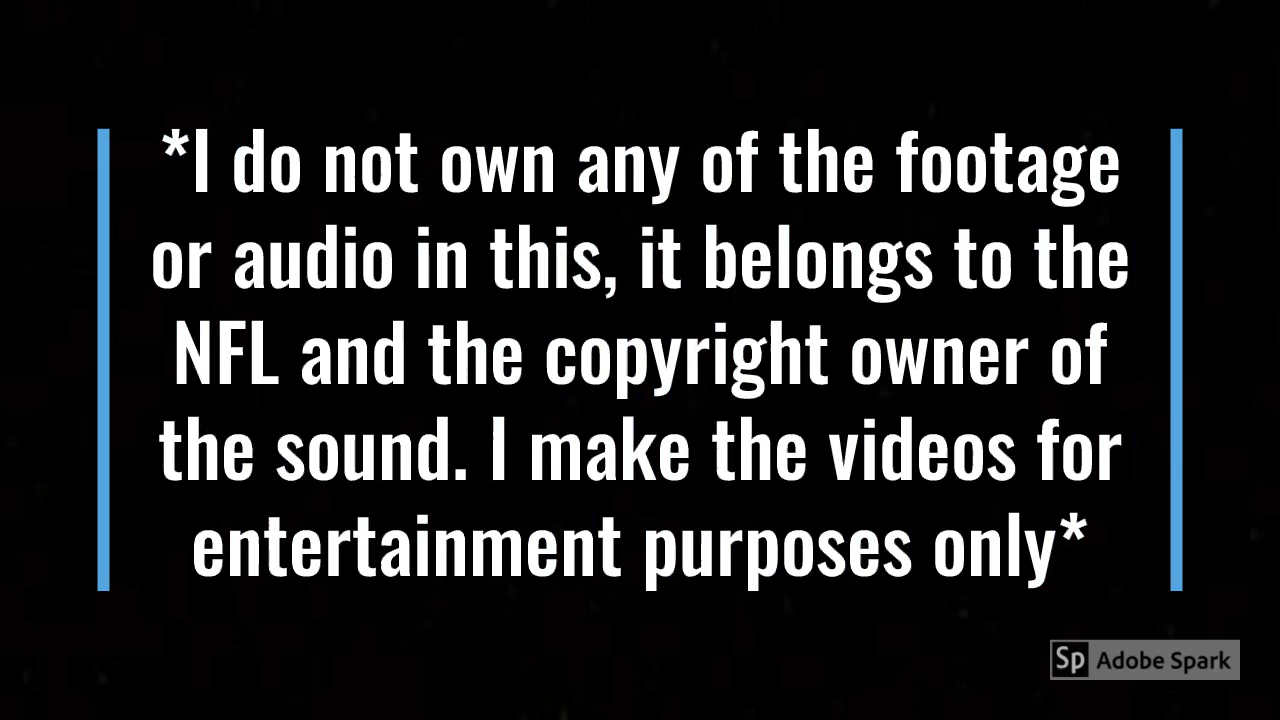 *I do not own any of the footage
or audio in this, it belongs to the
NFL and the copyright owner of
the sound. I make the videos for
entertainment purposes only*
Sp Adobe Spark